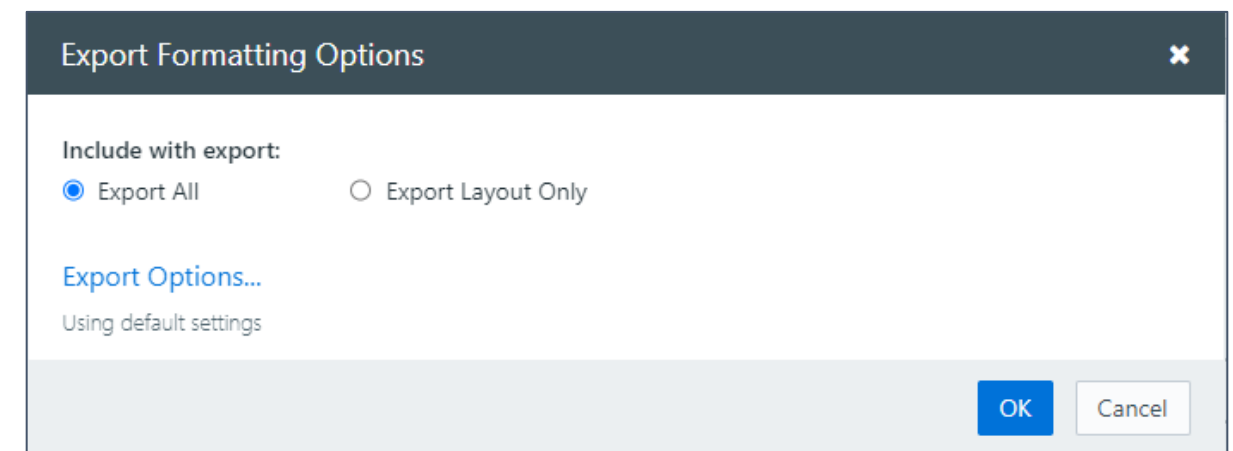 Export Formatting Options
Include with export:
Export All Export Layout Only
Export Options...
Using default settings
OK Cancel